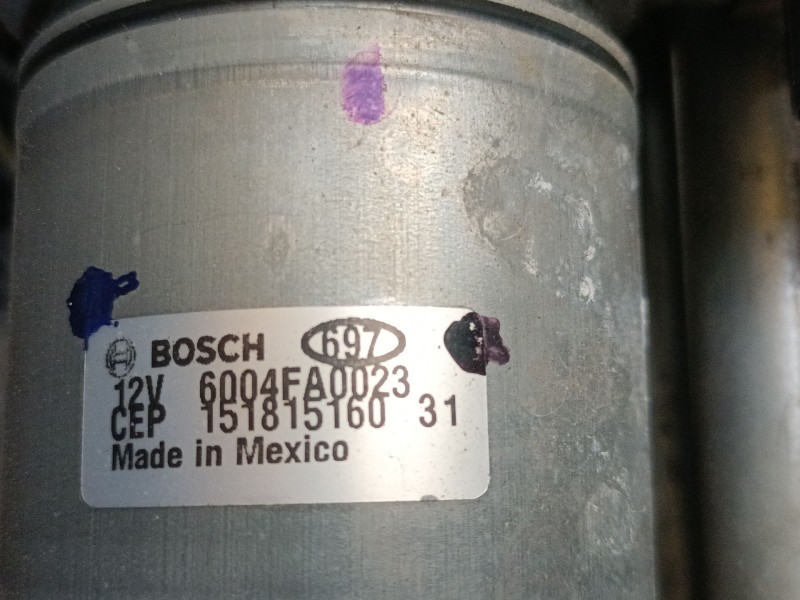 BOSCH 697
12V 6004FA0023
CEP 151815160 31
Made in Mexico